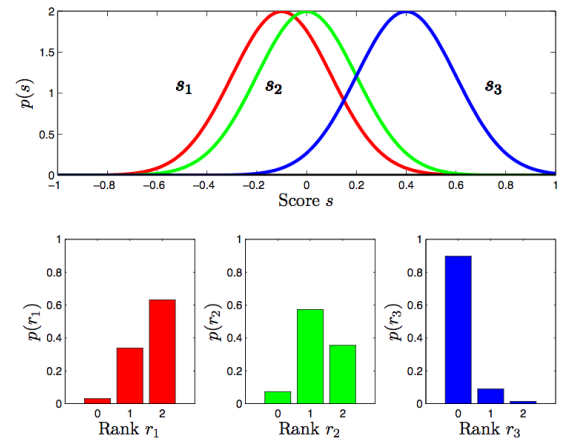 2
1.5
1
0.5
0
p(s)
s1 s2 s3
−1 −0.8 −0.6 −0.4 −0.2 0 0.2 0.4 0.6 0.8 1
Score s
1 1 1
0.8 0.8 0.8
0.6 0.6 0.6
0.4 0.4 0.4
0.2 0.2 0.2
0 0 0
p(r1) p(r2) p(r3)
0 1 2 0 1 2 0 1 2
Rank r1 Rank r2 Rank r3